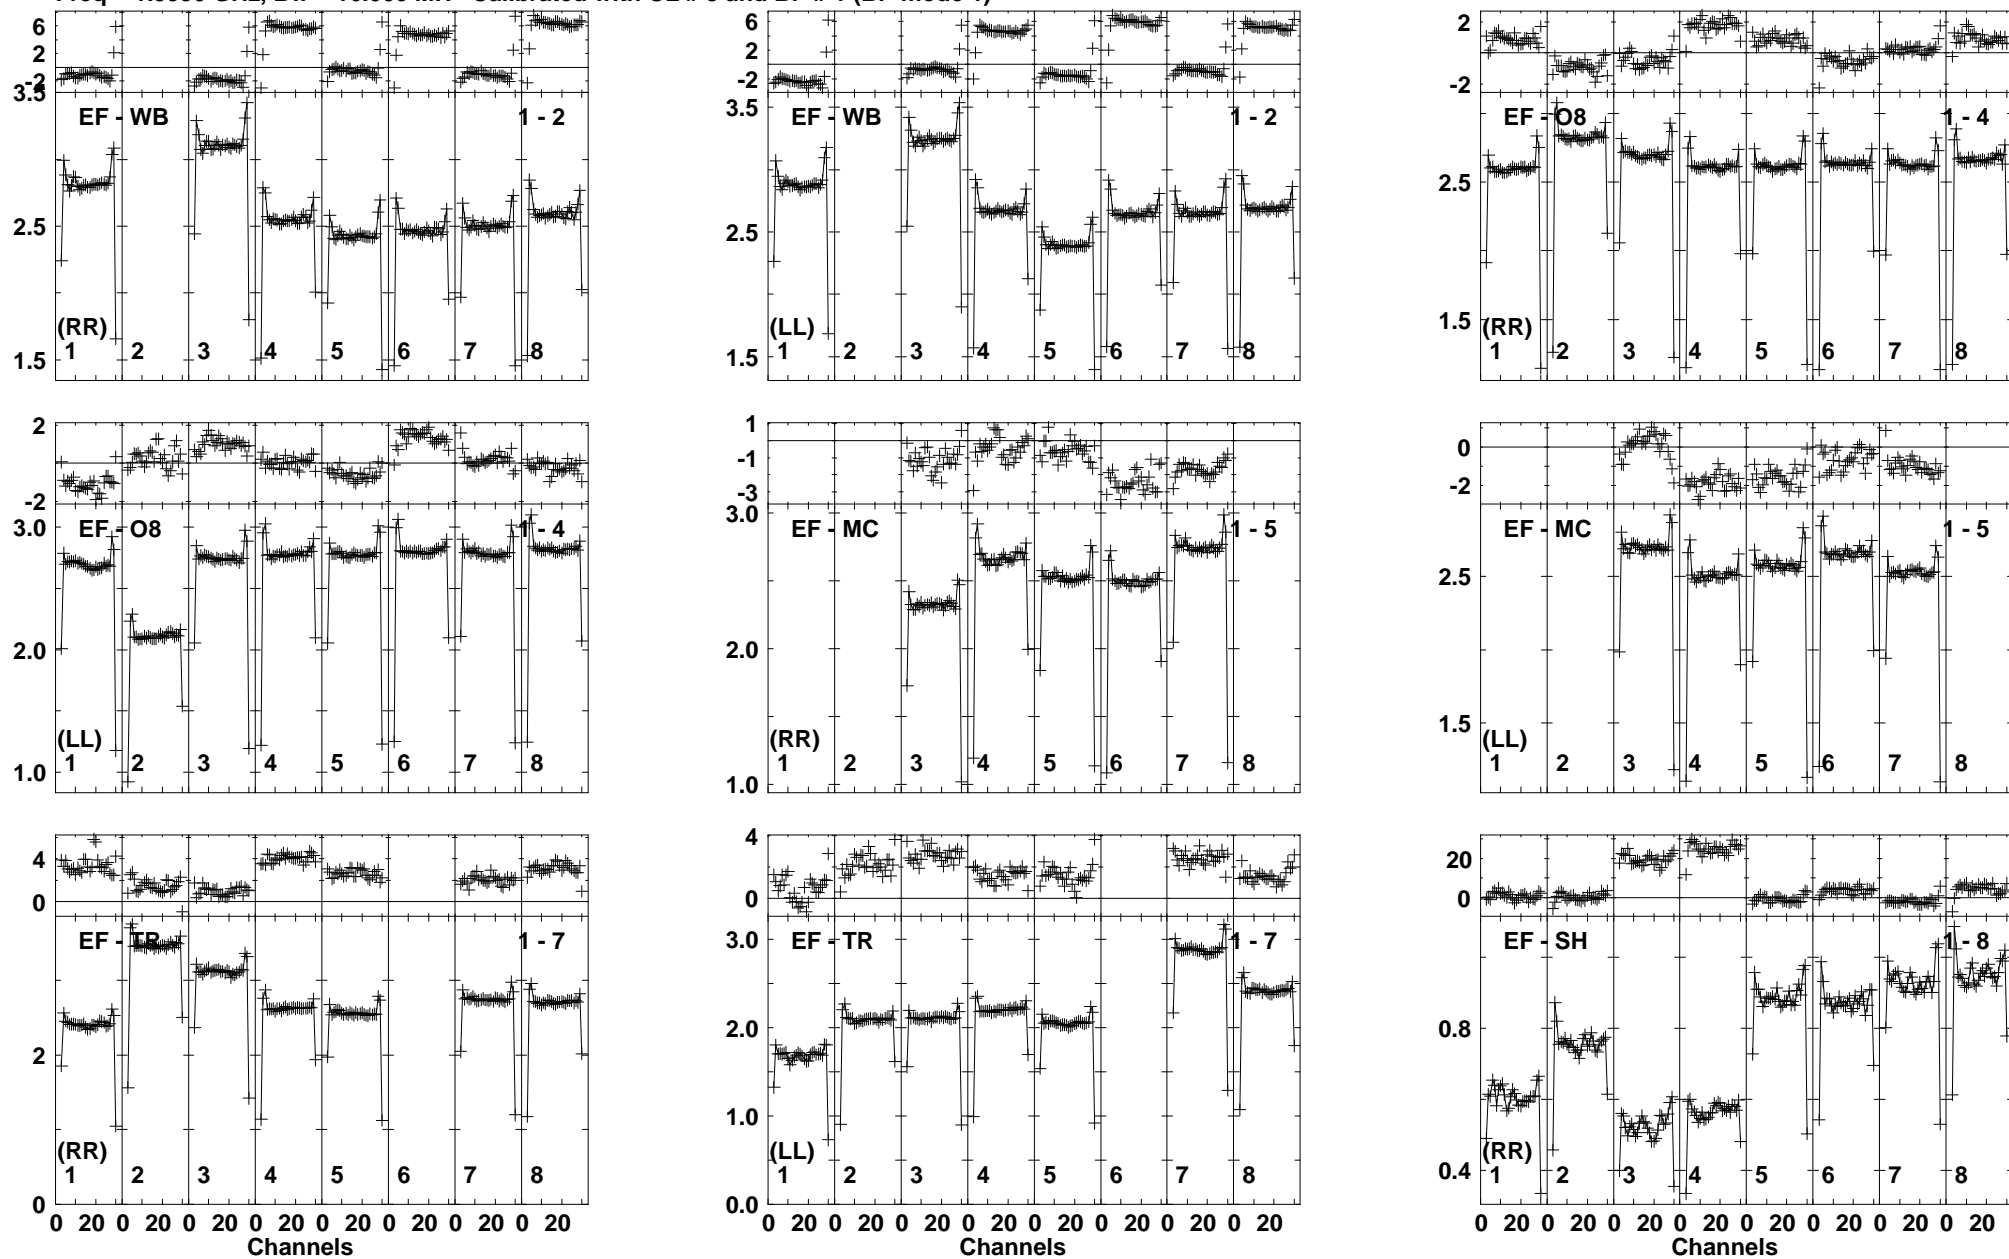 6 2 -2
6 2 -2
2 0 -2
3.5 3.0 2.5 1.5
EF - WB 1 - 2
(RR)
1 2 3 4 5 6 7 8
3.5 2.5 1.5
EF - WB 1 - 2
(LL)
1 2 3 4 5 6 7 8
2.5 1.5
EF - O8 1 - 4
(RR)
1 2 3 4 5 6 7 8
2 0 -2
3.0 2.0 1.0
EF - O8 1 - 4
(LL)
1 2 3 4 5 6 7 8
1 -1 -3
3.0 2.0 1.0
EF - MC 1 - 5
(RR)
1 2 3 4 5 6 7 8
0 -2
2.5 1.5
EF - MC 1 - 5
(LL)
1 2 3 4 5 6 7 8
4 0
2 0
EF - TR 1 - 7
(RR)
1 2 3 4 5 6 7 8
0 20 0 20 0 20 0 20 0 20 0 20 0 20 0 20
Channels
4 2 0
3.0 2.0 1.0 0.0
EF - TR 1 - 7
(LL)
1 2 3 4 5 6 7 8
0 20 0 20 0 20 0 20 0 20 0 20 0 20 0 20
Channels
20 0
0.8 0.4
EF - SH 1 - 8
(RR)
1 2 3 4 5 6 7 8
0 20 0 20 0 20 0 20 0 20 0 20 0 20 0 20
Channels